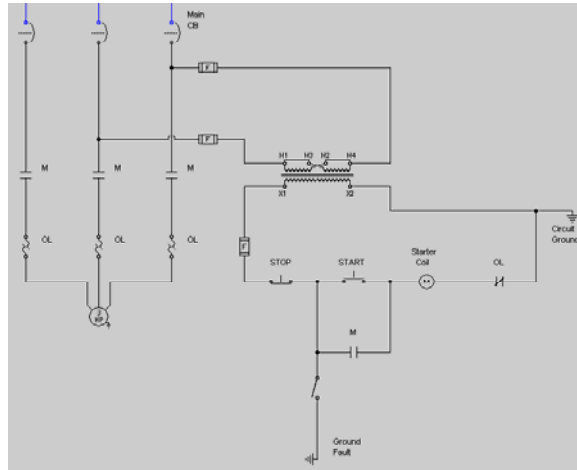 Main
CB
F
F
H1 H3 H2 H4
M M M
X1 X2
OL OL OL
F
Circuit
Ground
STOP START Starter
Coil OL
M
Ground
Fault